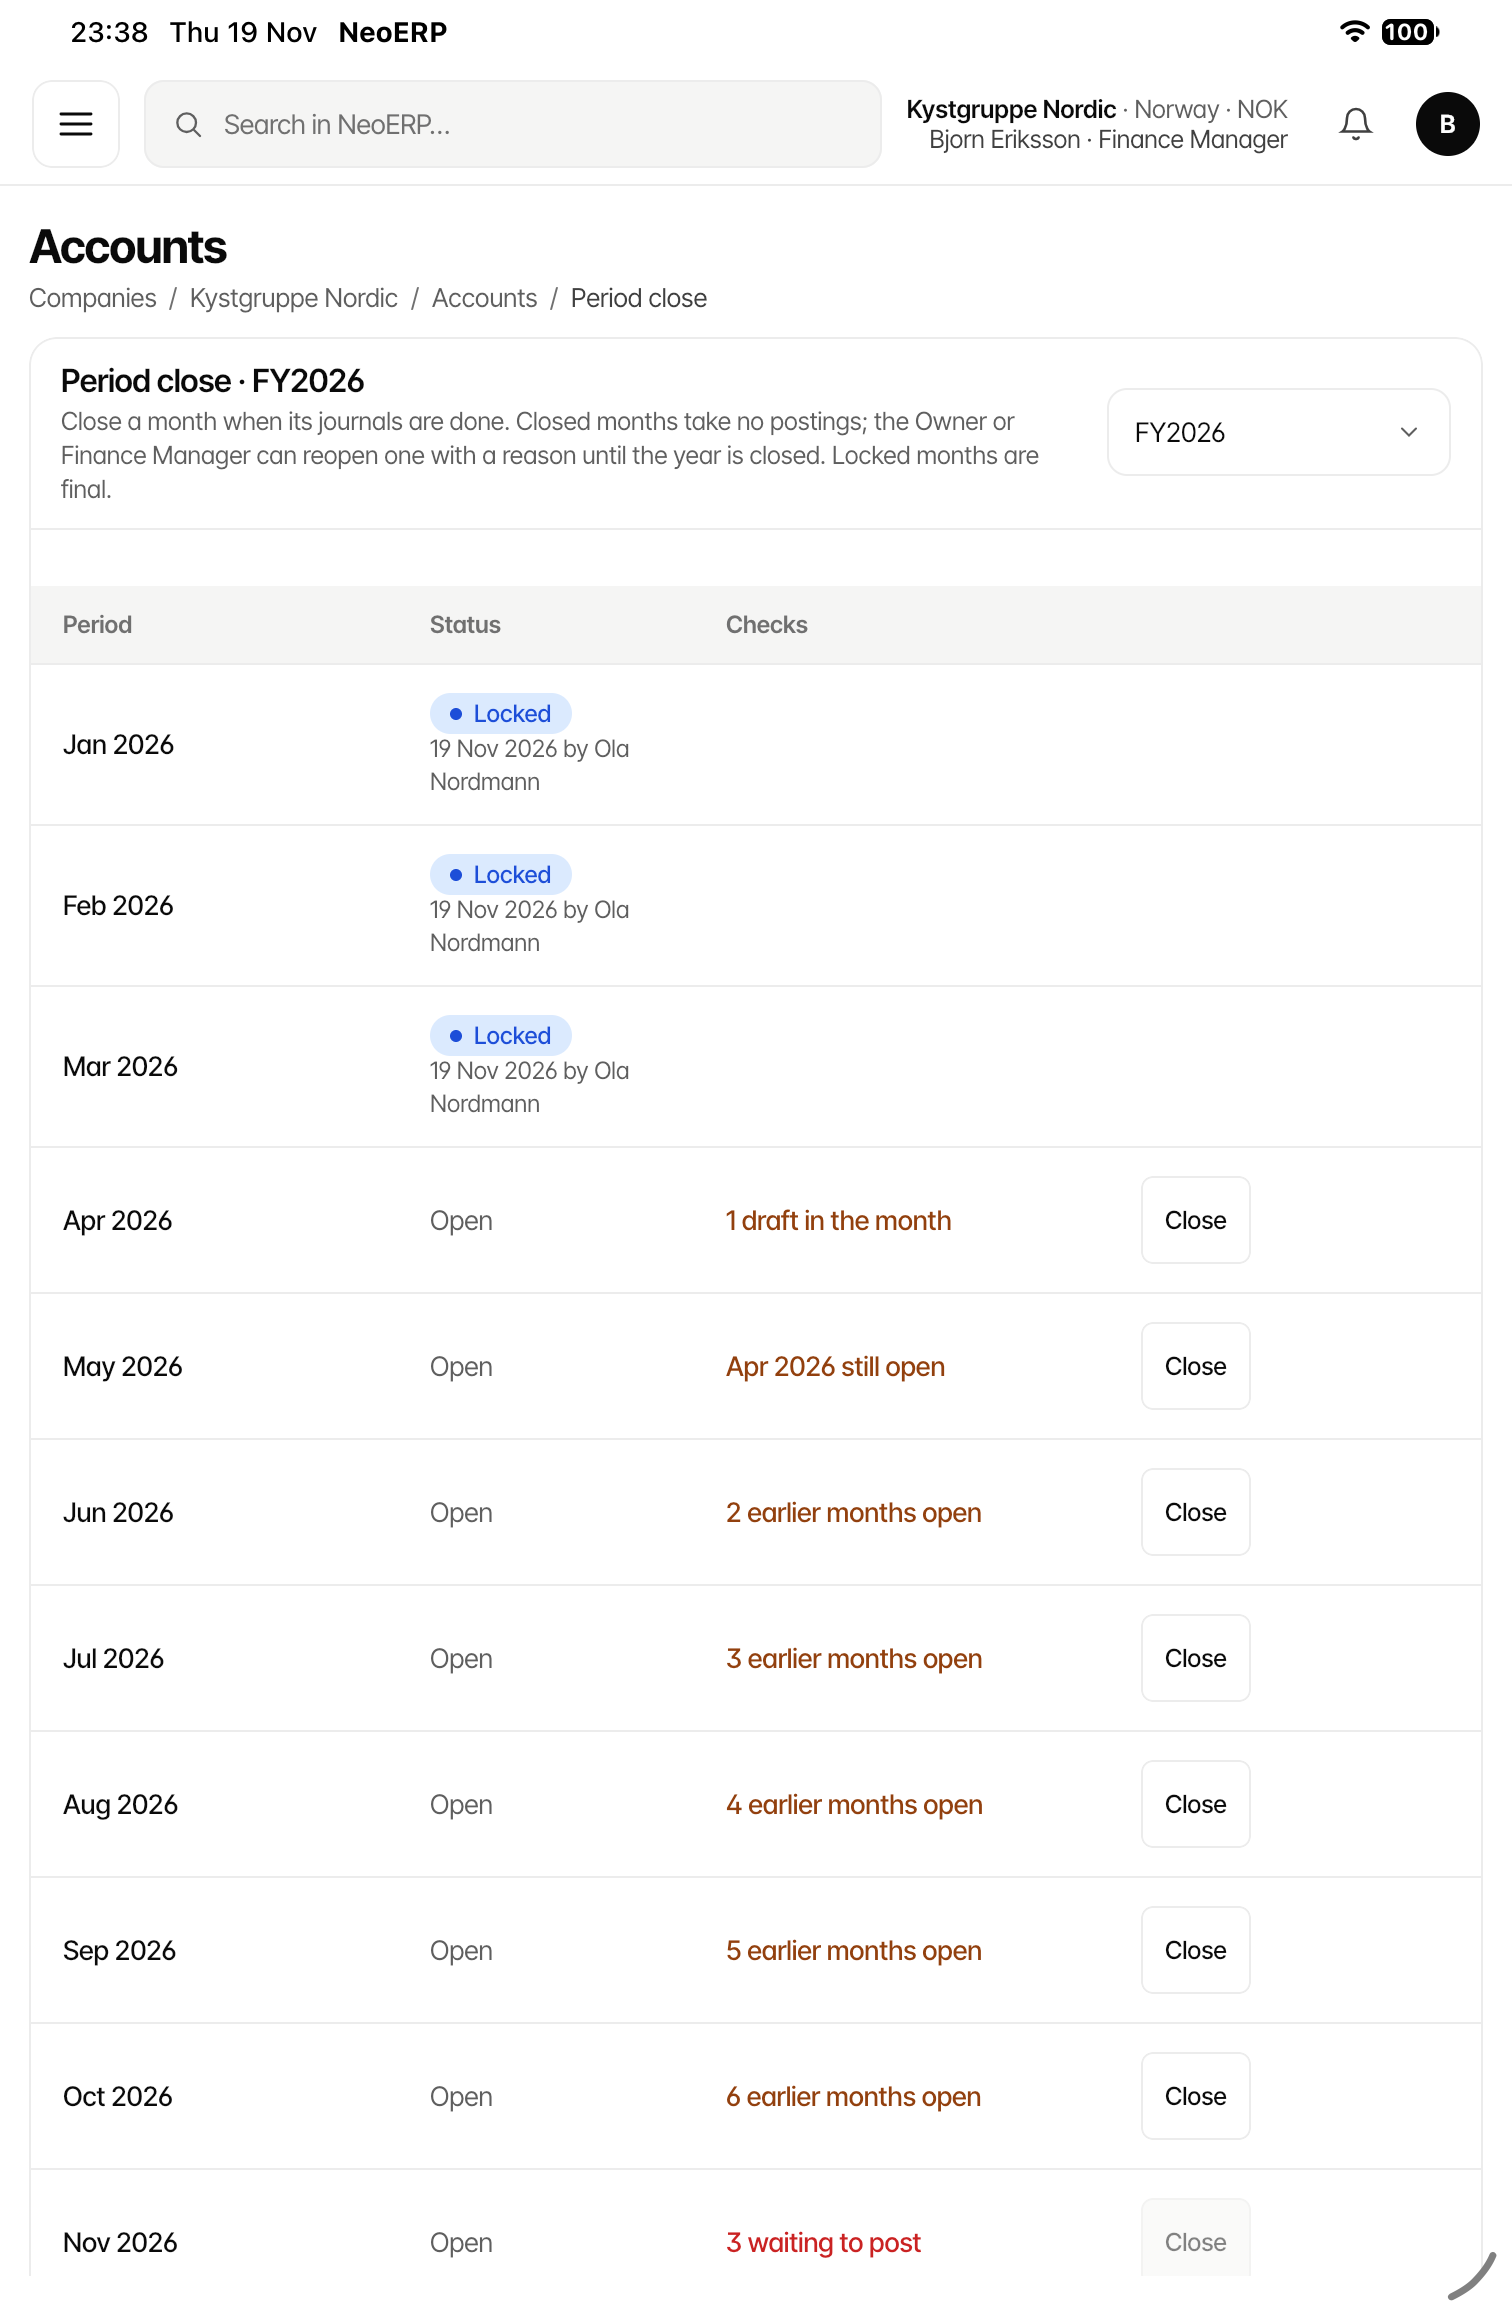 23:38 Thu 19 Nov NeoERP
100
Search in NeoERP...
Kystgruppe Nordic · Norway · NOK
Bjorn Eriksson · Finance Manager
B
Accounts
Companies / Kystgruppe Nordic / Accounts / Period close
Period close · FY2026
Close a month when its journals are done. Closed months take no postings; the Owner or
Finance Manager can reopen one with a reason until the year is closed. Locked months are
final.
FY2026
Period Status Checks
Jan 2026
Locked
19 Nov 2026 by Ola
Nordmann
Feb 2026
Locked
19 Nov 2026 by Ola
Nordmann
Mar 2026
Locked
19 Nov 2026 by Ola
Nordmann
Apr 2026 Open 1 draft in the month Close
May 2026 Open Apr 2026 still open Close
Jun 2026 Open 2 earlier months open Close
Jul 2026 Open 3 earlier months open Close
Aug 2026 Open 4 earlier months open Close
Sep 2026 Open 5 earlier months open Close
Oct 2026 Open 6 earlier months open Close
Nov 2026 Open 3 waiting to post Close